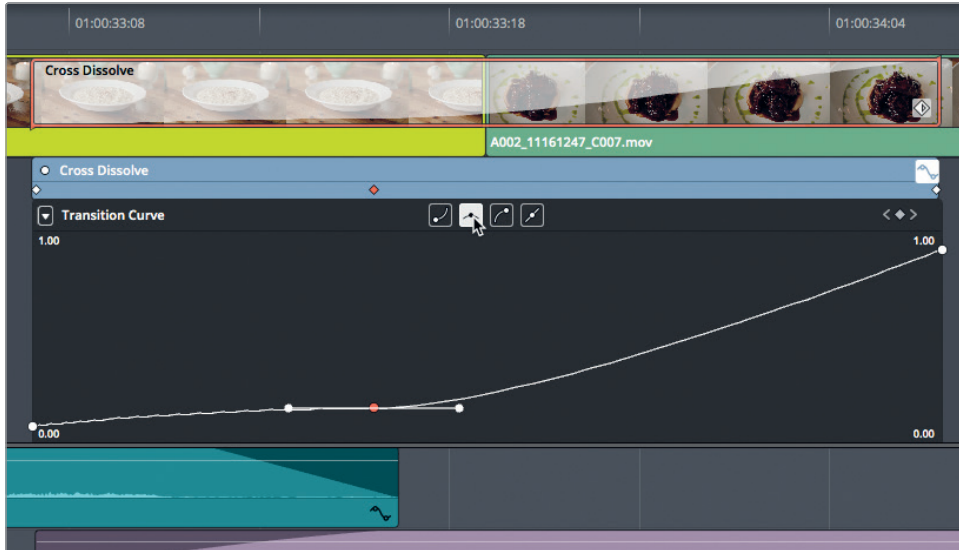 01:00:33:08
01:00:33:18
01:00:34:04
Cross Dissolve
A002_11161247_C007.mov
Cross Dissolve
Transition Curve
1.00
1.00
0.00
0.00